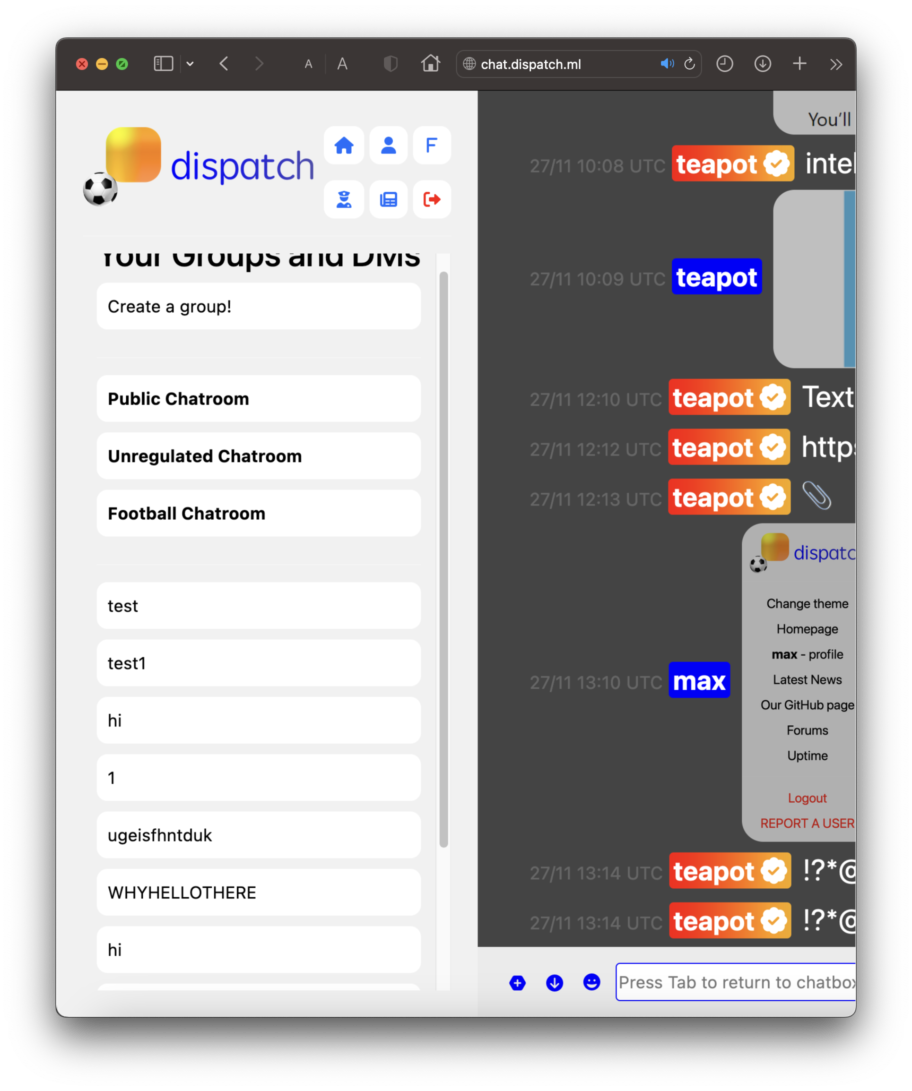 A A chat.dispatch.ml
dispatch
F
Your Groups and DMs
Create a group!
Public Chatroom
Unregulated Chatroom
Football Chatroom
test
test1
hi
1
ugeisfhntduk
WHYHELLOTHERE
hi
You'll
27/11 10:08 UTC teapot intel
27/11 10:09 UTC teapot
27/11 12:10 UTC teapot Text
27/11 12:12 UTC teapot https
27/11 12:13 UTC teapot
dispatc
Change theme
Homepage
max - profile
Latest News
Our GitHub page
Forums
Uptime
Logout
REPORT A USER
27/11 13:10 UTC max
27/11 13:14 UTC teapot !?*@
27/11 13:14 UTC teapot !?*@
Press Tab to return to chatbox